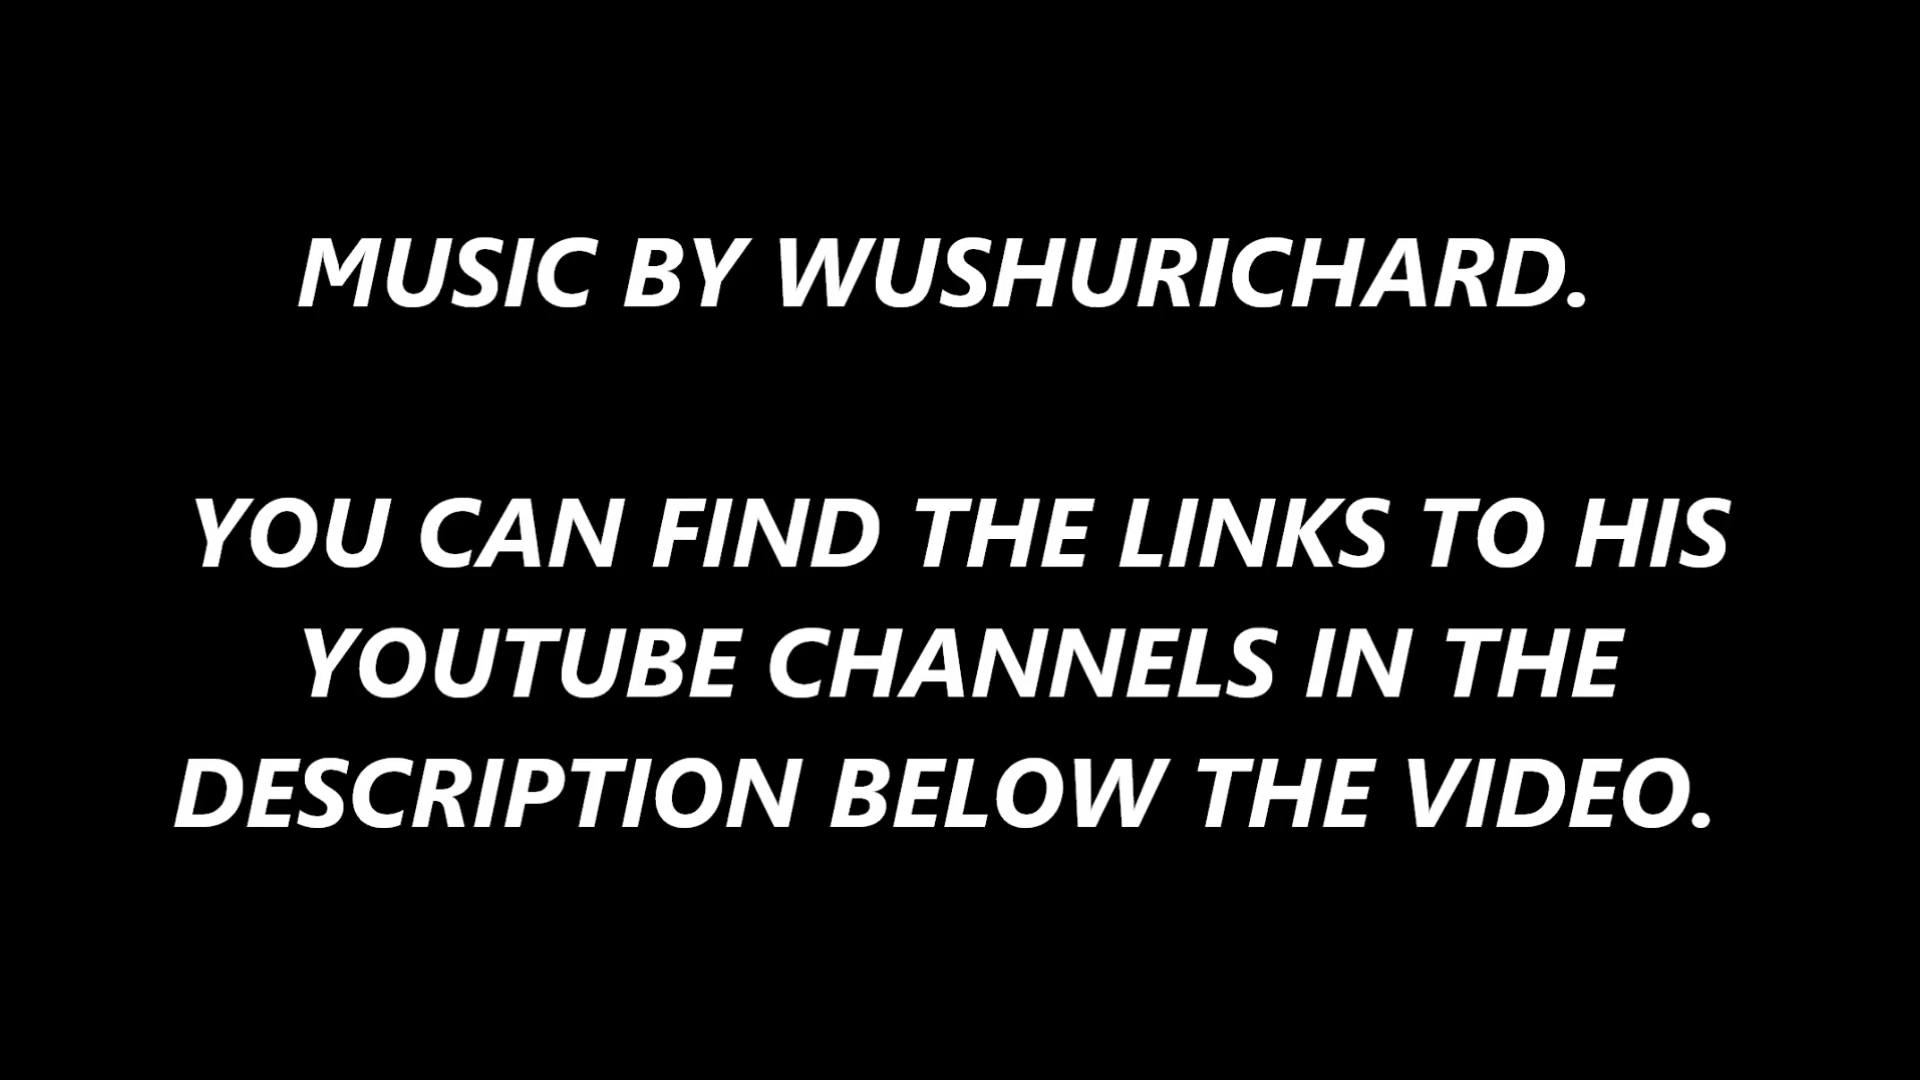 MUSIC BY WUSHURICHARD.
YOU CAN FIND THE LINKS TO HIS
YOUTUBE CHANNELS IN THE
DESCRIPTION BELOW THE VIDEO.